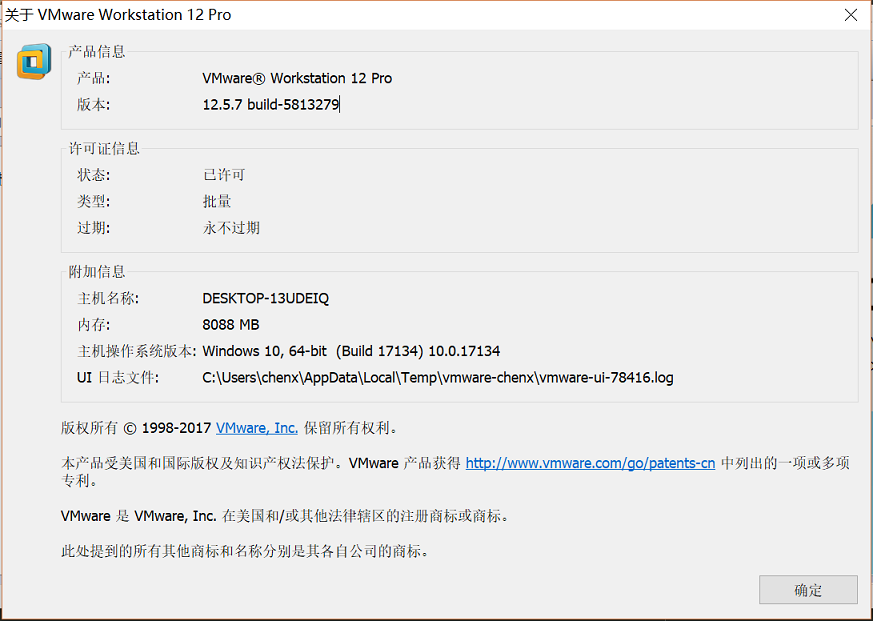 关于 VMware Workstation 12 Pro
产品信息
产品: VMware® Workstation 12 Pro
版本: 12.5.7 build-5813279
许可证信息
状态: 已许可
类型: 批量
过期: 永不过期
附加信息
主机名称: DESKTOP-13UDEIQ
内存: 8088 MB
主机操作系统版本: Windows 10, 64-bit  (Build 17134) 10.0.17134
UI 日志文件: C:\Users\chenx\AppData\Local\Temp\vmware-chenx\vmware-ui-78416.log
版权所有 © 1998-2017 VMware, Inc. 保留所有权利。
本产品受美国和国际版权及知识产权法保护。VMware 产品获得 http://www.vmware.com/go/patents-cn 中列出的一项或多项
专利。
VMware 是 VMware, Inc. 在美国和/或其他法律辖区的注册商标或商标。
此处提到的所有其他商标和名称分别是其各自公司的商标。
确定